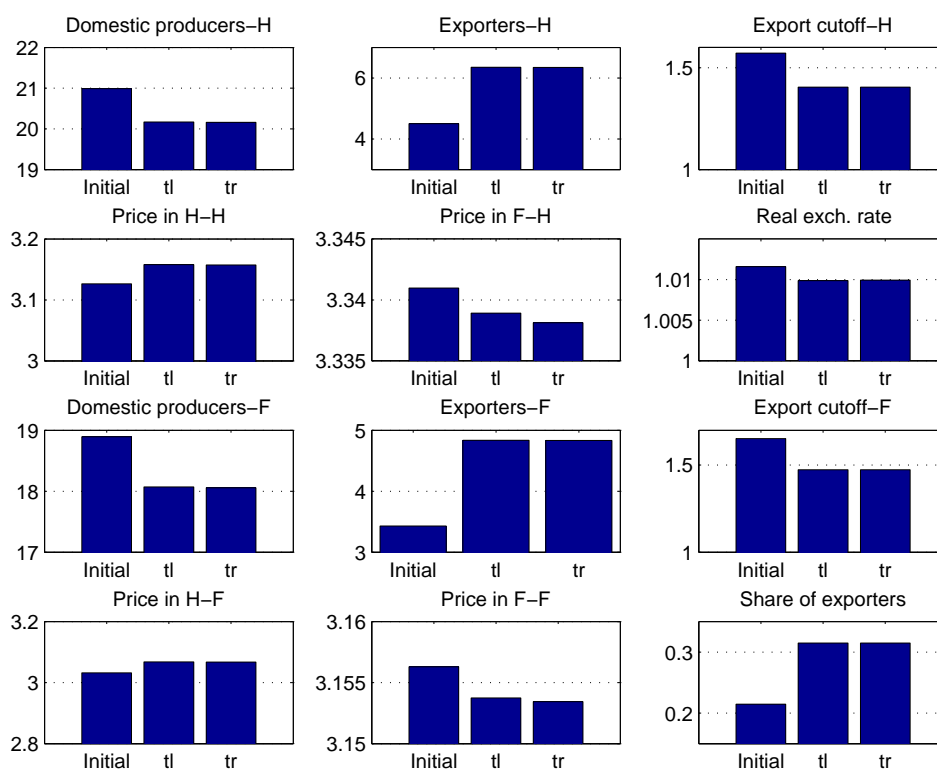 Domestic producers−H
22
21
20
19
Initial tl tr
Exporters−H
6
4
Initial tl tr
Export cutoff−H
1.5
1
Initial tl tr
Price in H−H
3.2
3.1
3
Initial tl tr
Price in F−H
3.345
3.34
3.335
Initial tl tr
Real exch. rate
1.01
1.005
1
Initial tl tr
Domestic producers−F
19
18
17
Initial tl tr
Exporters−F
5
4
3
Initial tl tr
Export cutoff−F
1.5
1
Initial tl tr
Price in H−F
3.2
3
2.8
Initial tl tr
Price in F−F
3.16
3.155
3.15
Initial tl tr
Share of exporters
0.3
0.2
Initial tl tr